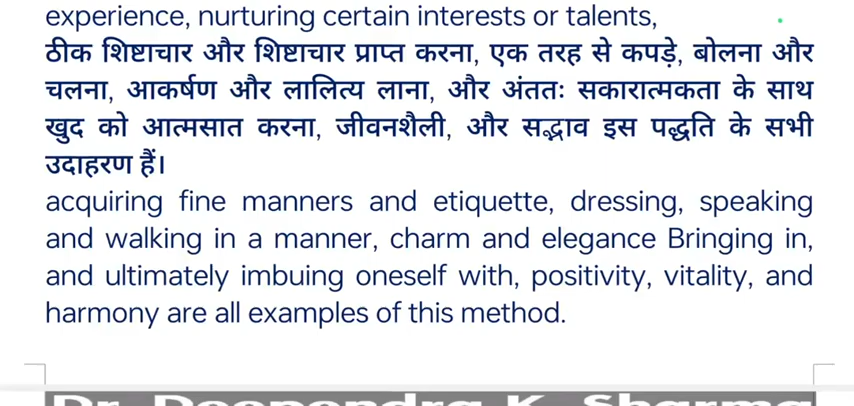 experience, nurturing certain interests or talents,
ठीक शिष्टाचार और शिष्टाचार प्राप्त करना, एक तरह से कपड़े, बोलना और
चलना, आकर्षण और लालित्य लाना, और अंततः सकारात्मकता के साथ
खुद को आत्मसात करना, जीवनशैली, और सद्भाव इस पद्धति के सभी
उदाहरण हैं।
acquiring fine manners and etiquette, dressing, speaking
and walking in a manner, charm and elegance Bringing in,
and ultimately imbuing oneself with, positivity, vitality, and
harmony are all examples of this method.
Dr. Deependra K. Sharma